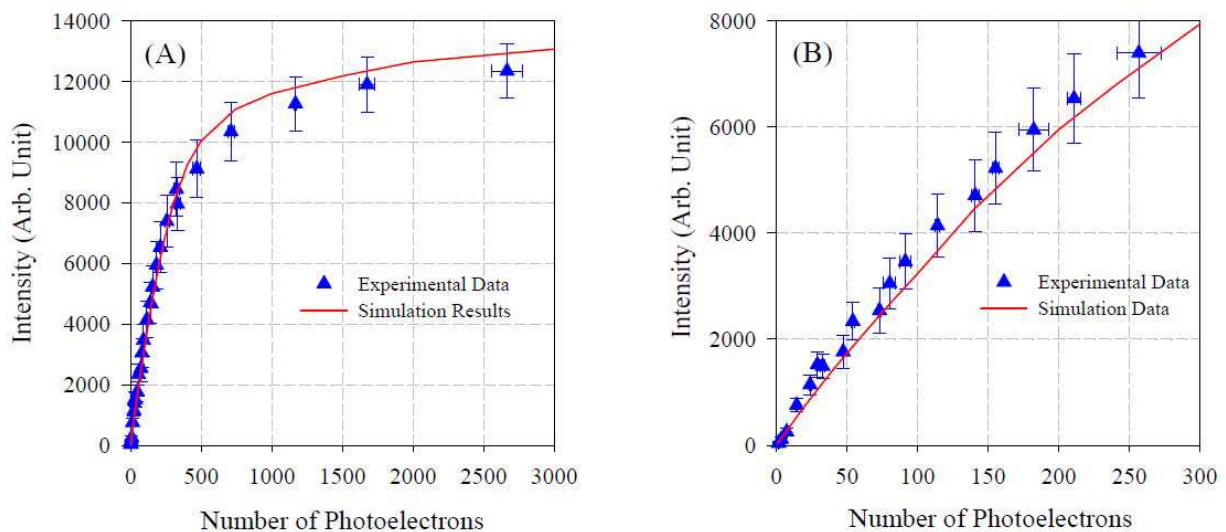 (A)
Intensity (Arb. Unit)
14000
12000
10000
8000
6000
4000
2000
0
Experimental Data
Simulation Results
0 500 1000 1500 2000 2500 3000
Number of Photoelectrons
(B)
Intensity (Arb. Unit)
8000
6000
4000
2000
0
Experimental Data
Simulation Data
0 50 100 150 200 250 300
Number of Photoelectrons